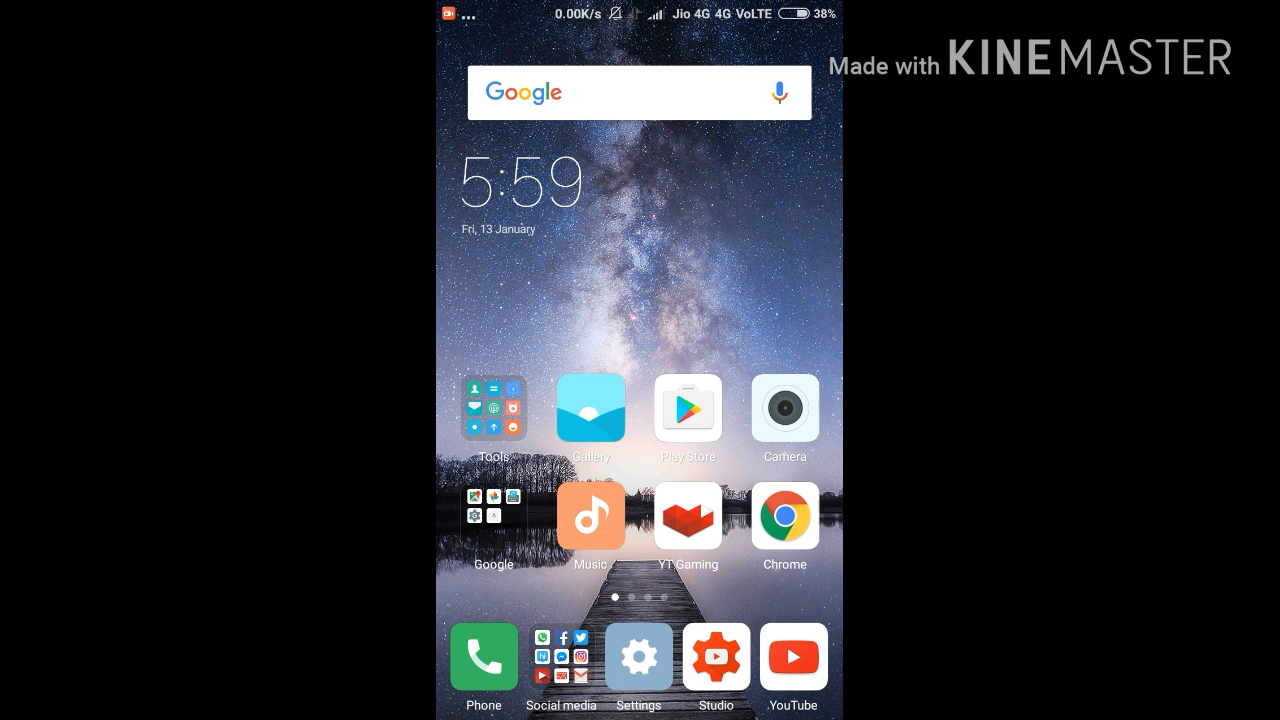 0.00K/s Jio 4G 4G VoLTE 38%
Made with KINEMASTER
Google
5:59
Fri, 13 January
Tools Gallery Play Store Camera
Google Music YT Gaming Chrome
Phone Social media Settings Studio YouTube